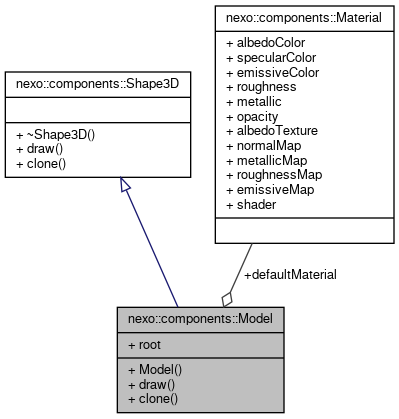 nexo::components::Material
+ albedoColor
+ specularColor
+ emissiveColor
+ roughness
+ metallic
+ opacity
+ albedoTexture
+ normalMap
+ metallicMap
+ roughnessMap
+ emissiveMap
+ shader
nexo::components::Shape3D
+ ~Shape3D()
+ draw()
+ clone()
+defaultMaterial
nexo::components::Model
+ root
+ Model()
+ draw()
+ clone()